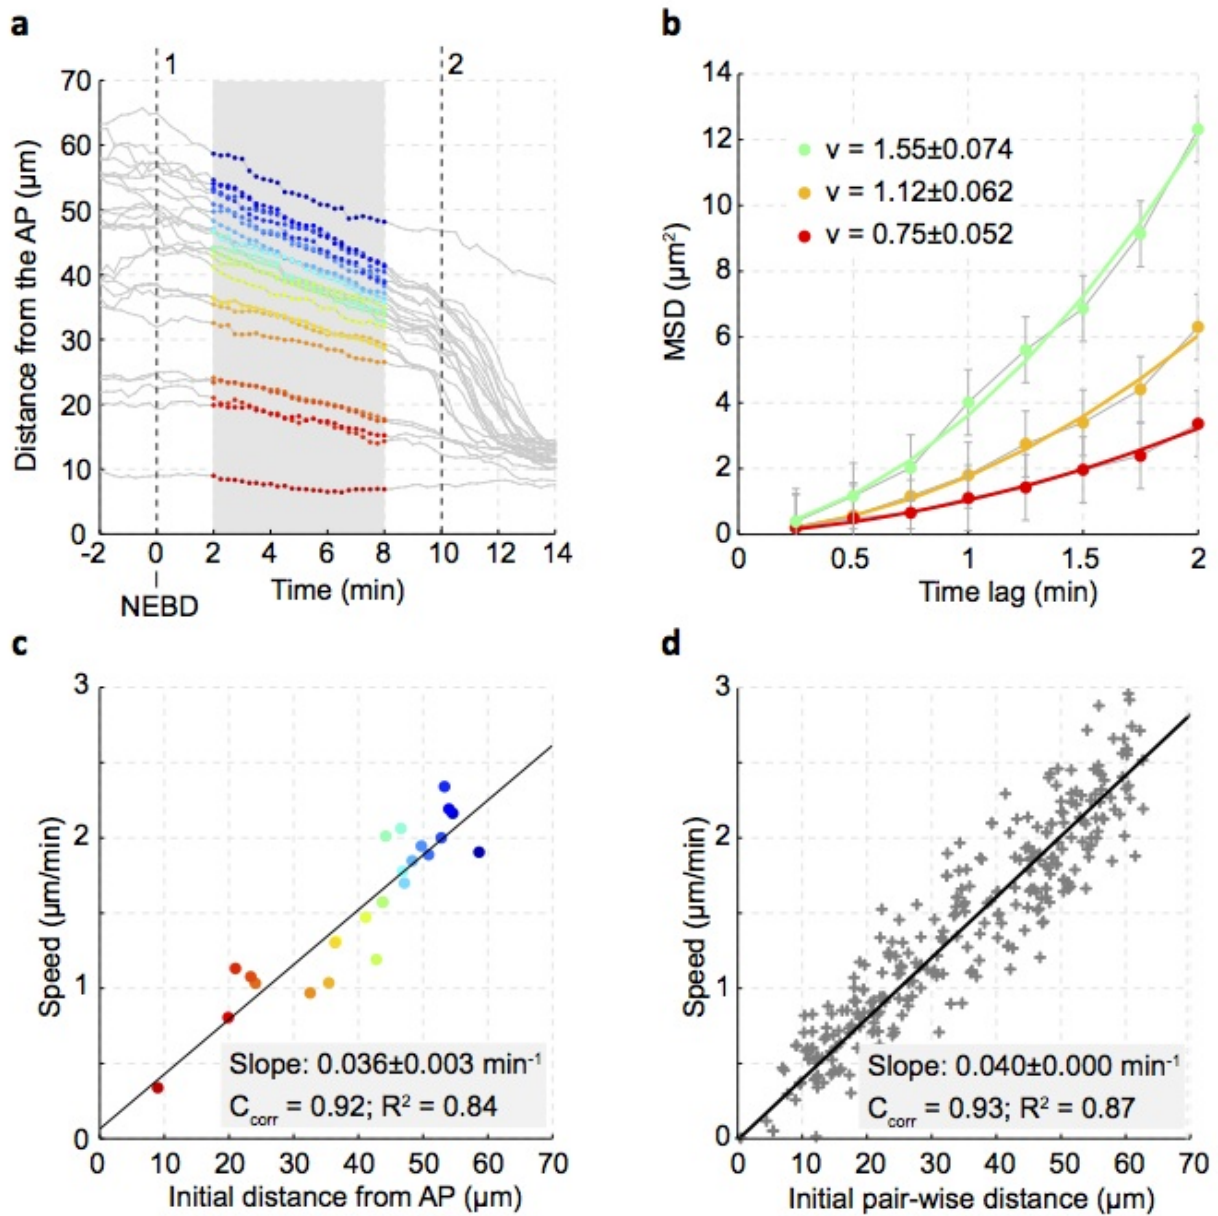 a
1
2
70
60
50
40
30
20
10
0
Distance from the AP (µm)
-2 0 2 4 6 8 10 12 14
Time (min)
NEBD
b
14
12
10
8
6
4
2
0
MSD (µm²)
v = 1.55±0.074
v = 1.12±0.062
v = 0.75±0.052
0 0.5 1 1.5 2
Time lag (min)
c
3
2
1
0
Speed (µm/min)
Slope: 0.036±0.003 min⁻¹
Ccorr = 0.92; R² = 0.84
0 10 20 30 40 50 60 70
Initial distance from AP (µm)
d
3
2
1
0
Speed (µm/min)
Slope: 0.040±0.000 min⁻¹
Ccorr = 0.93; R² = 0.87
0 10 20 30 40 50 60 70
Initial pair-wise distance (µm)